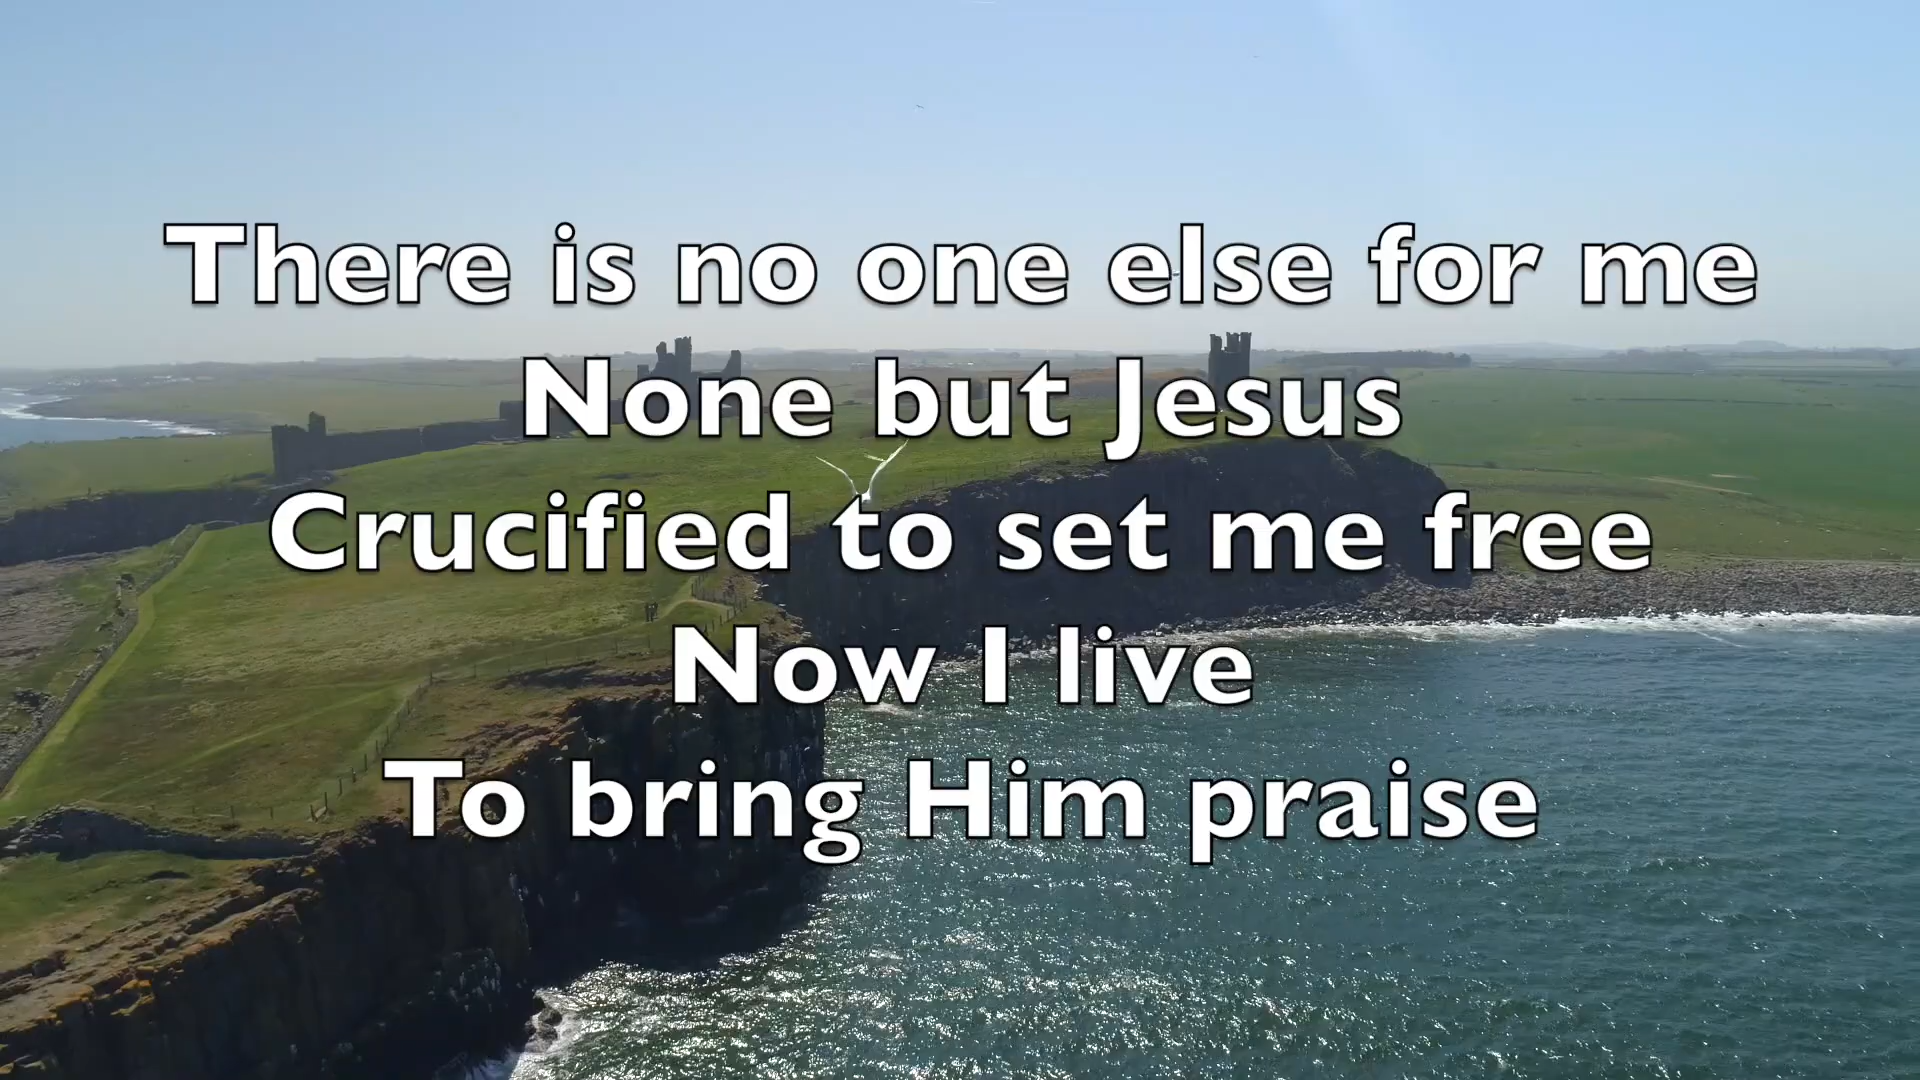 There is no one else for me
None but Jesus
Crucified to set me free
Now I live
To bring Him praise